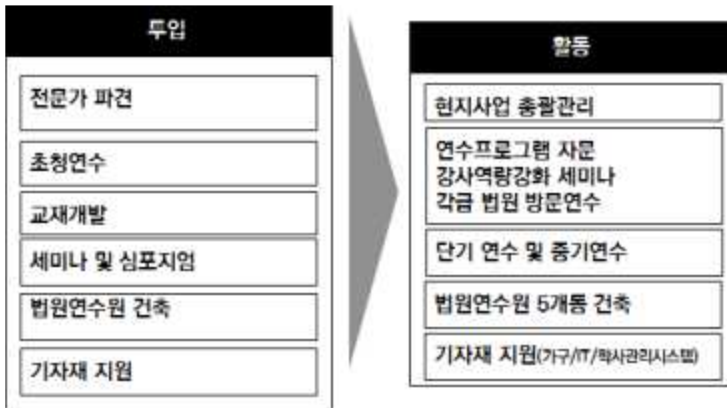 투입
전문가 파견
초청연수
교재개발
세미나 및 심포지엄
법원연수원 건축
기자재 지원
활동
현지사업 총괄관리
연수프로그램 자문
강사역량강화 세미나
각급 법원 방문연수
단기 연수 및 중기연수
법원연수원 5개동 건축
기자재 지원(가구/IT/학사관리시스템)